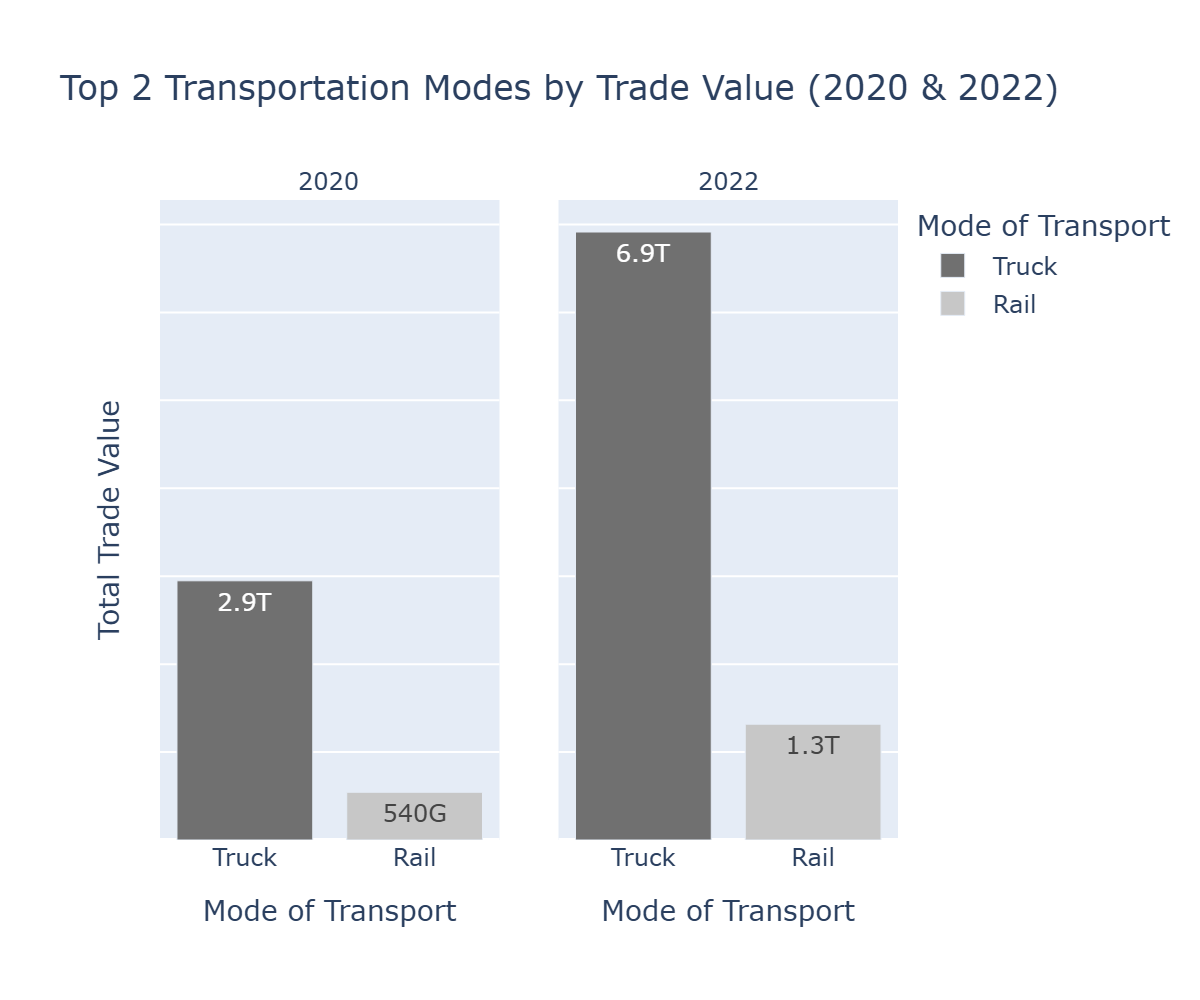 Top 2 Transportation Modes by Trade Value (2020 & 2022)
2020
2022
Mode of Transport
Truck
Rail
Total Trade Value
2.9T
540G
6.9T
1.3T
Truck
Rail
Truck
Rail
Mode of Transport
Mode of Transport